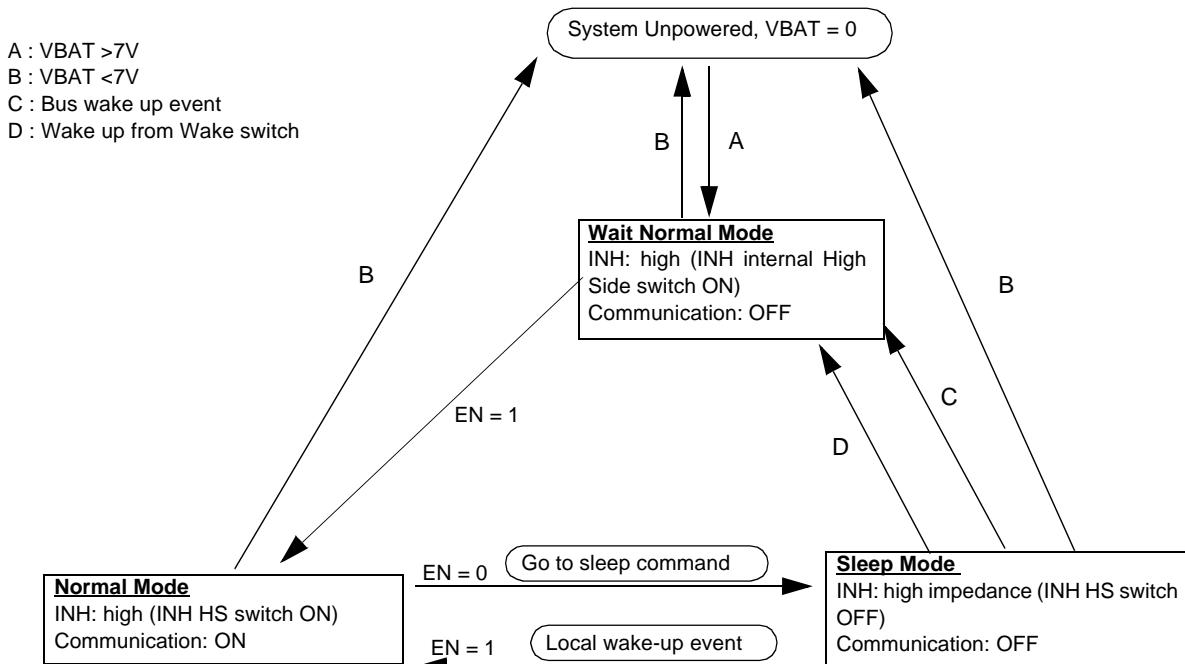 System Unpowered, VBAT = 0
A : VBAT >7V
B : VBAT <7V
C : Bus wake up event
D : Wake up from Wake switch
B
A
Wait Normal Mode
INH: high (INH internal High
Side switch ON)
Communication: OFF
B
B
EN = 1
C
D
Normal Mode
INH: high (INH HS switch ON)
Communication: ON
EN = 0
Go to sleep command
EN = 1
Local wake-up event
Sleep Mode
INH: high impedance (INH HS switch
OFF)
Communication: OFF